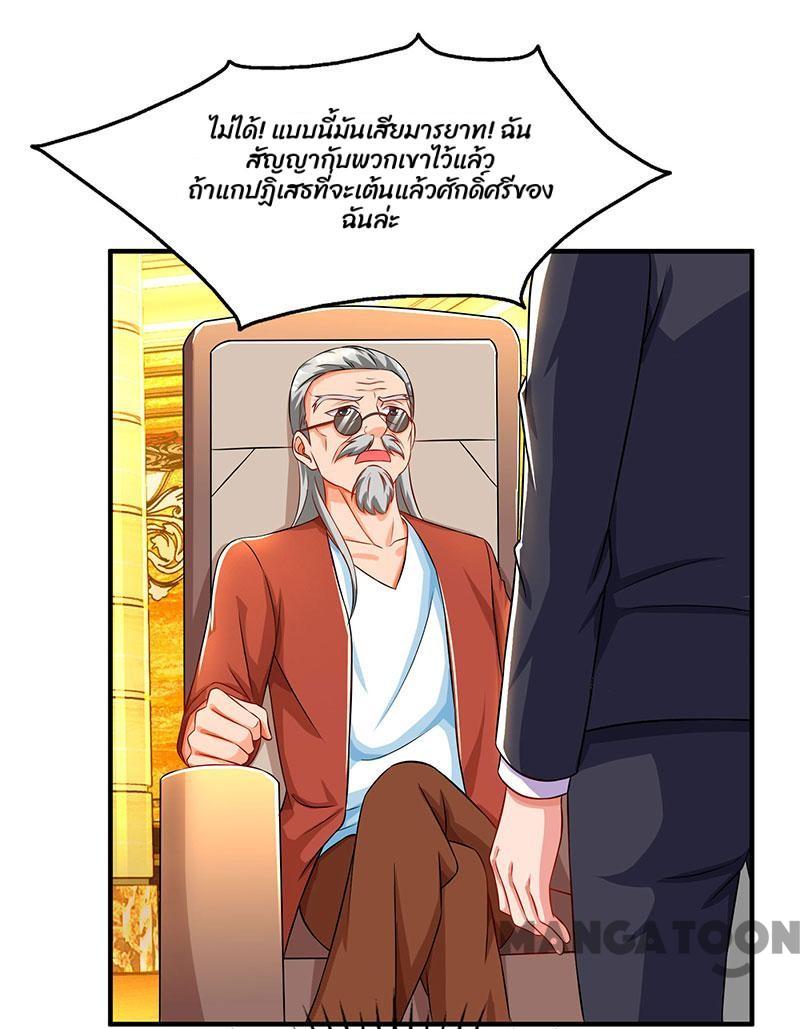 ไม่ได้! แบบนี้มันเสียมารยาท! ฉัน
สัญญากับพวกเขาไว้แล้ว
ถ้าแกปฏิเสธที่จะเต้นแล้วศักดิ์ศรีของ
ฉันล่ะ
MANGATOON